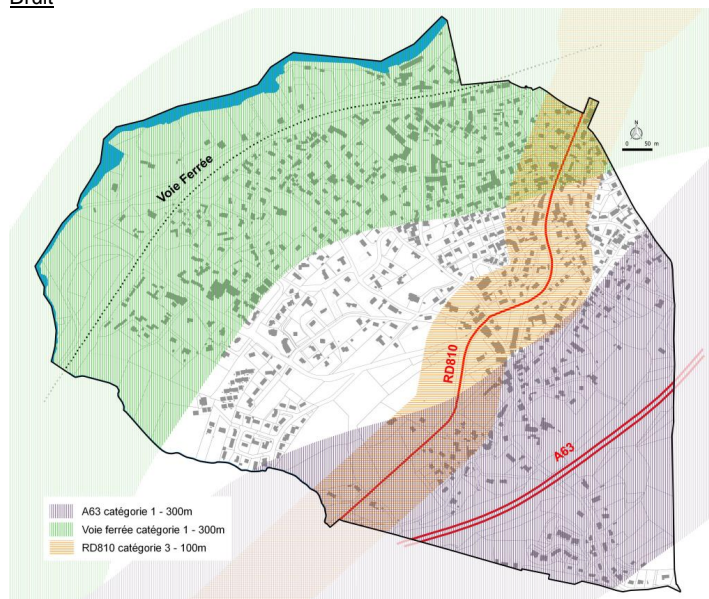 Bruit
Voie Ferrée
N
0 50 m
RD810
A63
A63 catégorie 1 - 300m
Voie ferrée catégorie 1 - 300m
RD810 catégorie 3 - 100m